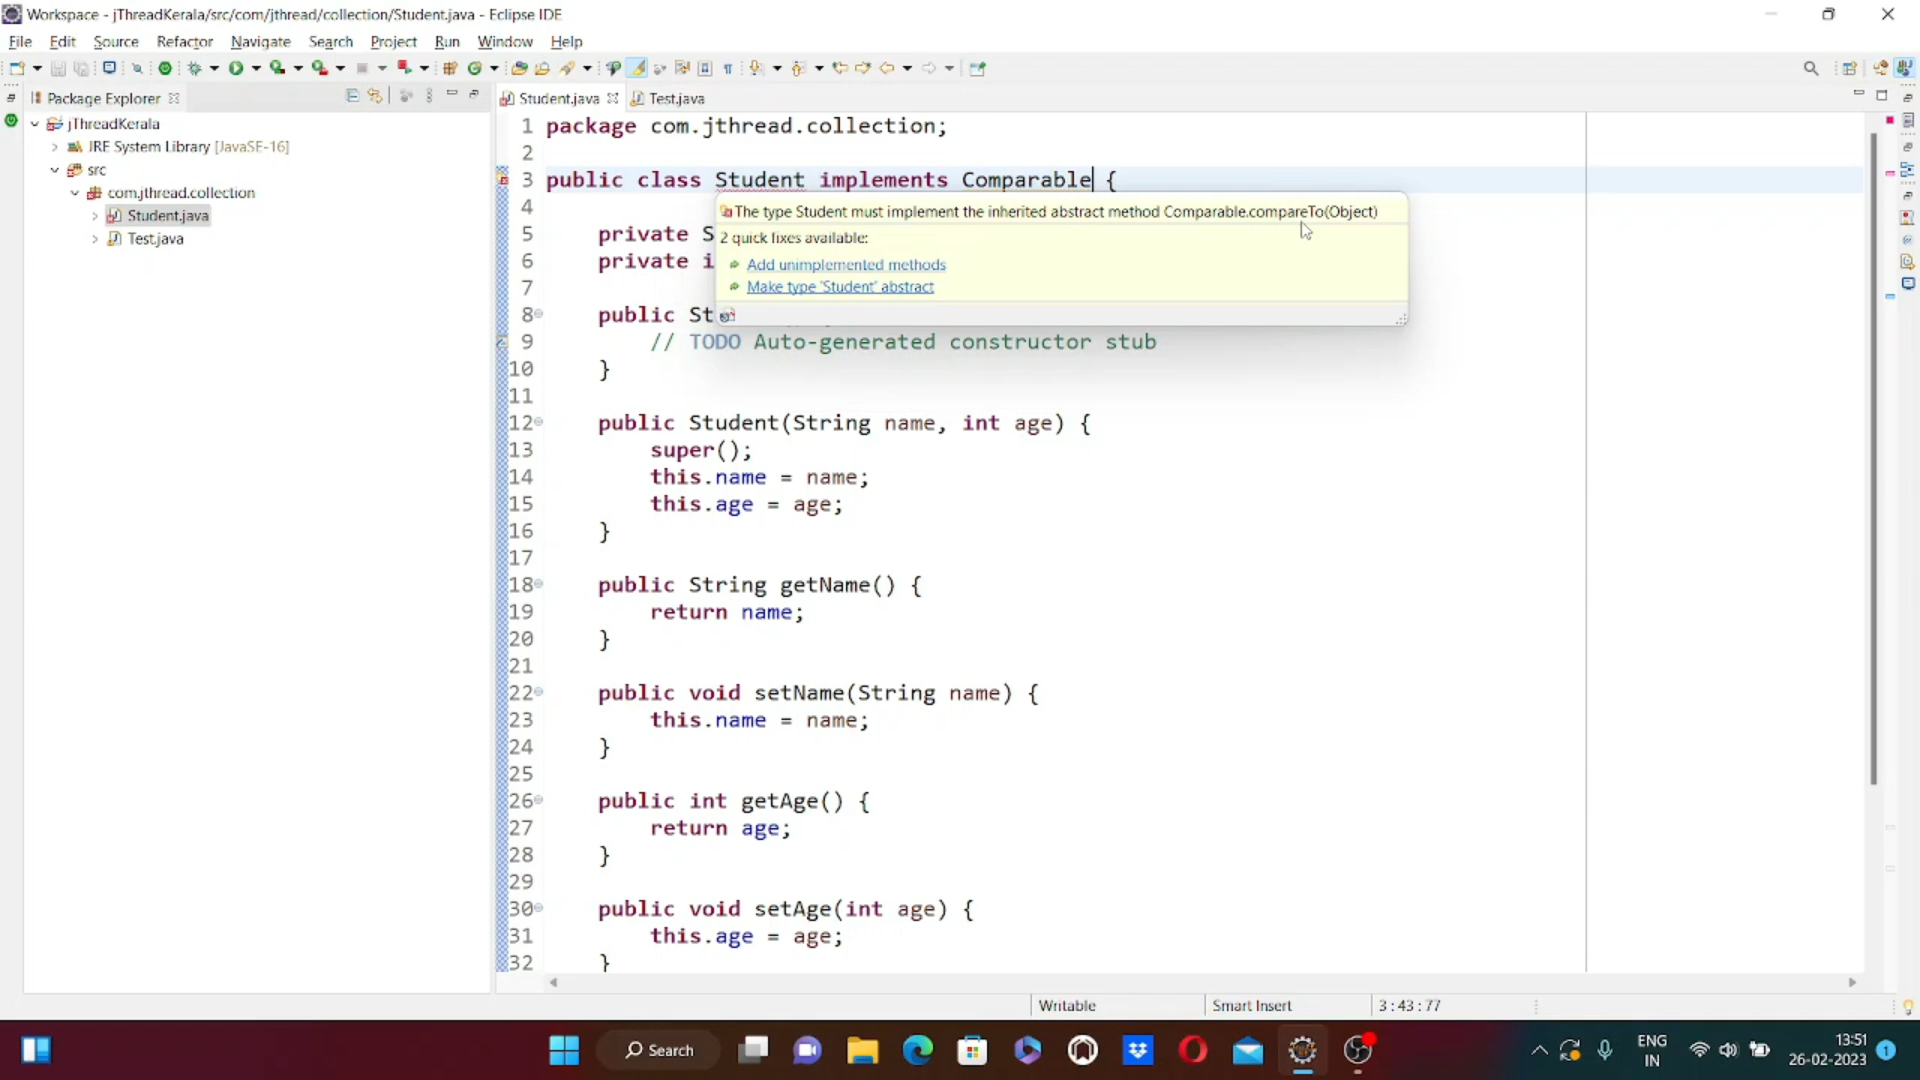 Workspace - jThreadKerala/src/com/jthread/collection/Student.java - Eclipse IDE
File Edit Source Refactor Navigate Search Project Run Window Help
Package Explorer
Student.java
Test.java
jThreadKerala
JRE System Library [JavaSE-16]
src
com.jthread.collection
Student.java
Test.java
1 package com.jthread.collection;
2
3 public class Student implements Comparable {
4
The type Student must implement the inherited abstract method Comparable.compareTo(Object)
2 quick fixes available:
Add unimplemented methods
Make type 'Student' abstract
5 private S
6 private i
7
8 public St
9 // TODO Auto-generated constructor stub
10 }
11
12 public Student(String name, int age) {
13 super();
14 this.name = name;
15 this.age = age;
16 }
17
18 public String getName() {
19 return name;
20 }
21
22 public void setName(String name) {
23 this.name = name;
24 }
25
26 public int getAge() {
27 return age;
28 }
29
30 public void setAge(int age) {
31 this.age = age;
32 }
Writable Smart Insert 3 : 43 : 77
Search
ENG
IN
13:51
26-02-2023
1